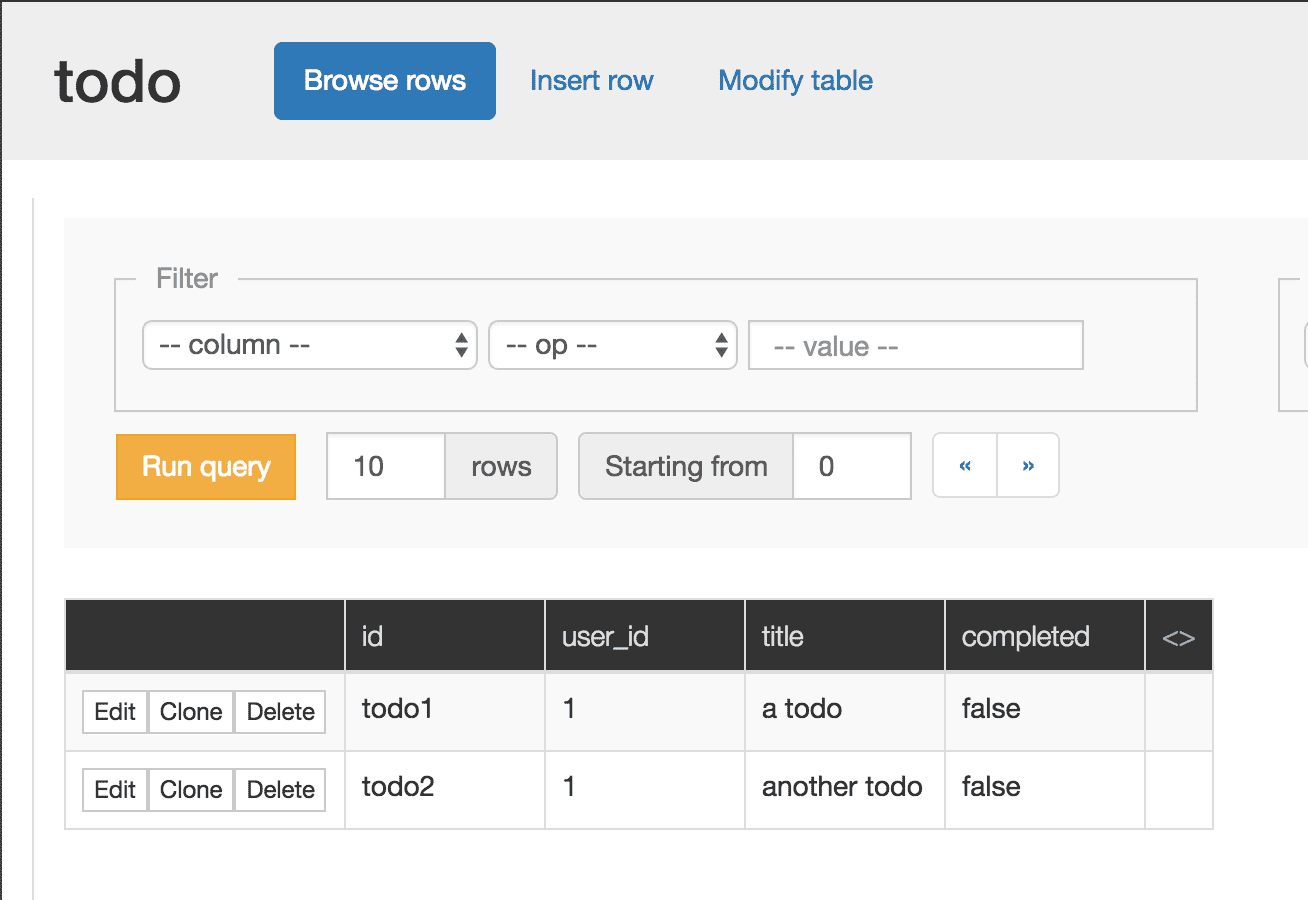 todo Browse rows Insert row Modify table
Filter
-- column -- -- op -- -- value --
Run query 10 rows Starting from 0 « »
id user_id title completed <>
Edit Clone Delete todo1 1 a todo false
Edit Clone Delete todo2 1 another todo false